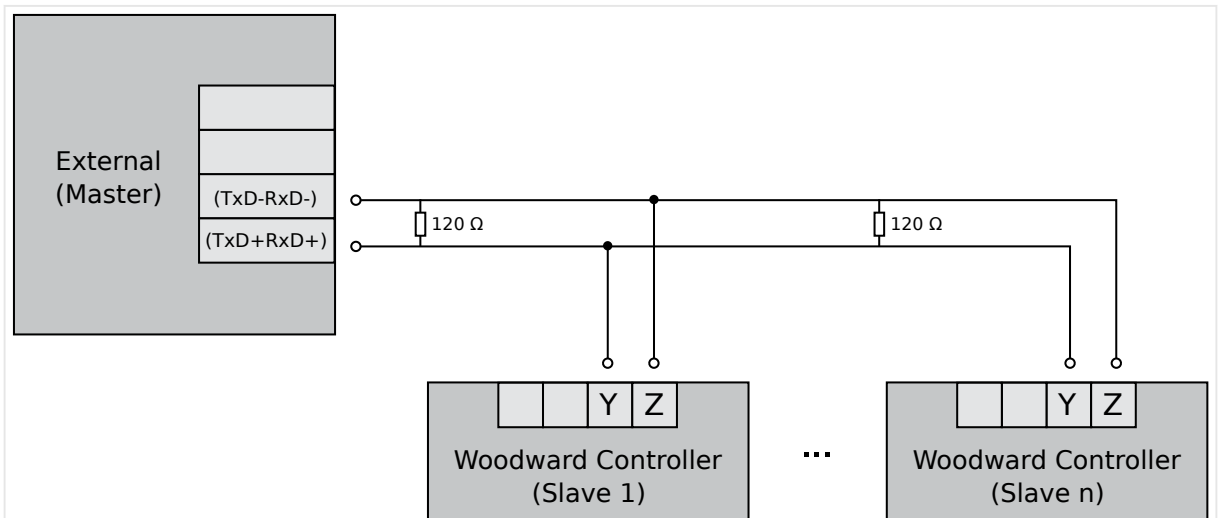 External
(Master)
(TxD-RxD-)
(TxD+RxD+)
120 Ω
120 Ω
Y Z
Woodward Controller
(Slave 1)
...
Y Z
Woodward Controller
(Slave n)